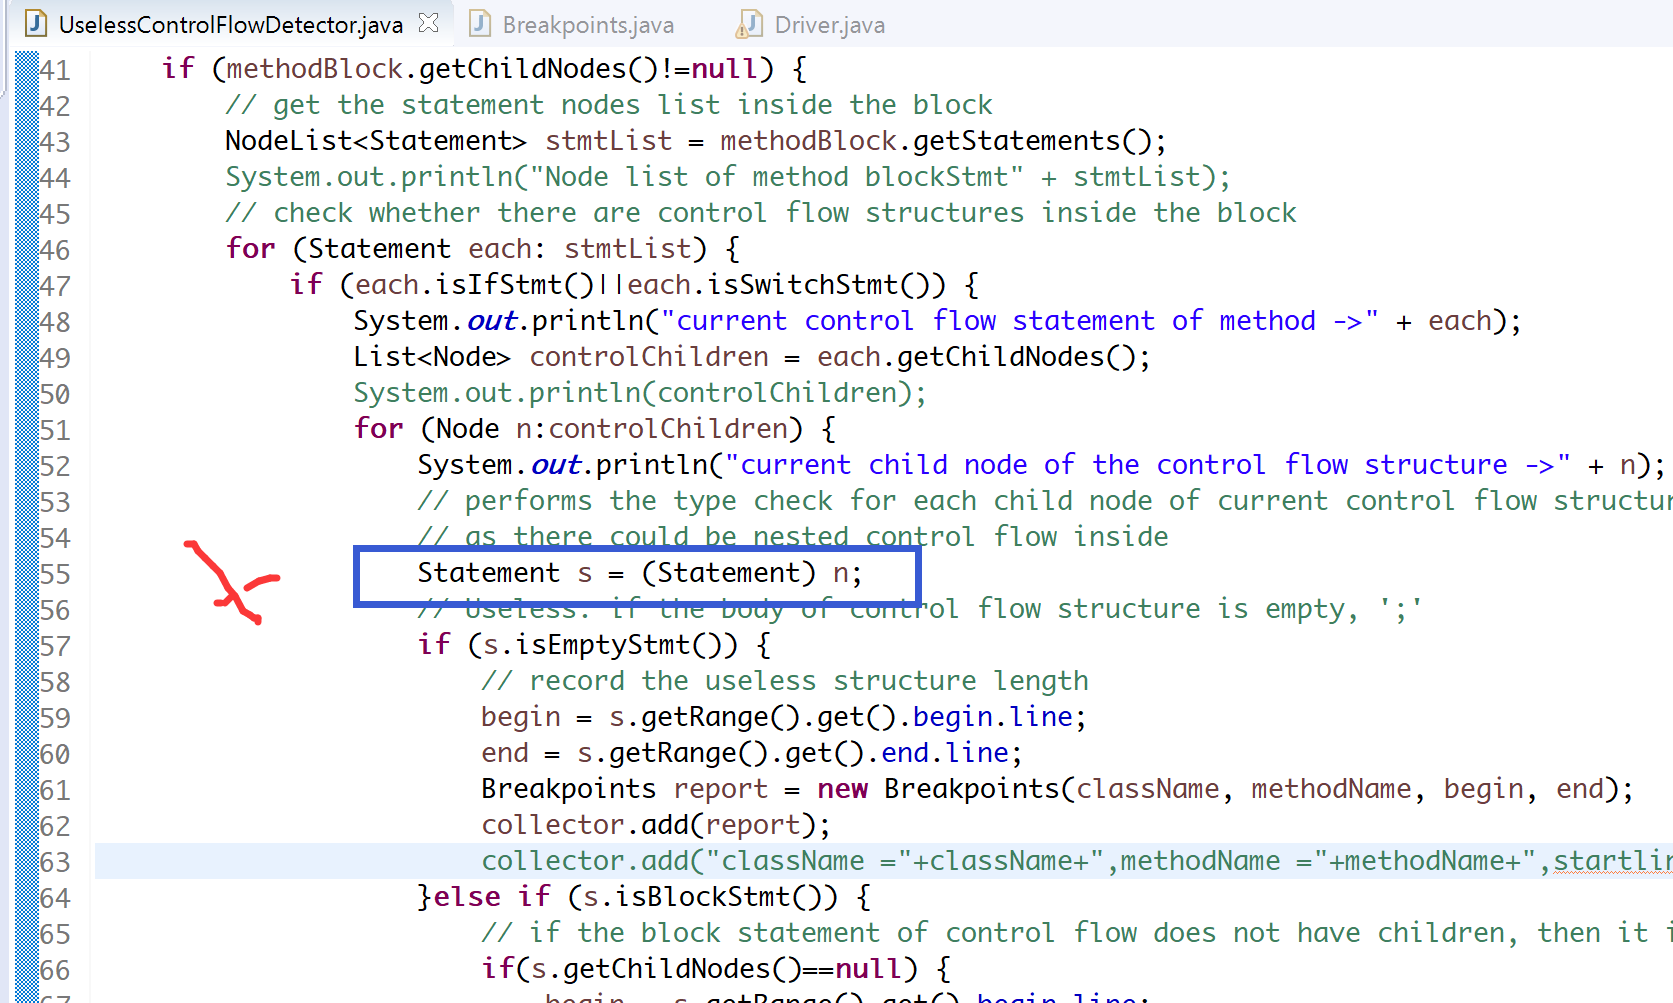 UselessControlFlowDetector.java Breakpoints.java Driver.java
41 if (methodBlock.getChildNodes()!=null) {
42 // get the statement nodes list inside the block
43 NodeList<Statement> stmtList = methodBlock.getStatements();
44 System.out.println("Node list of method blockStmt" + stmtList);
45 // check whether there are control flow structures inside the block
46 for (Statement each: stmtList) {
47 if (each.isIfStmt()||each.isSwitchStmt()) {
48 System.out.println("current control flow statement of method ->" + each);
49 List<Node> controlChildren = each.getChildNodes();
50 System.out.println(controlChildren);
51 for (Node n:controlChildren) {
52 System.out.println("current child node of the control flow structure ->" + n);
53 // performs the type check for each child node of current control flow structur
54 // as there could be nested control flow inside
55 Statement s = (Statement) n;
56 // Useless: if the body of control flow structure is empty, ';'
57 if (s.isEmptyStmt()) {
58 // record the useless structure length
59 begin = s.getRange().get().begin.line;
60 end = s.getRange().get().end.line;
61 Breakpoints report = new Breakpoints(className, methodName, begin, end);
62 collector.add(report);
63 collector.add("className ="+className+",methodName ="+methodName+",startlin
64 }else if (s.isBlockStmt()) {
65 // if the block statement of control flow does not have children, then it i
66 if(s.getChildNodes()==null) {
67 begin = s.getRange().get().begin.line;